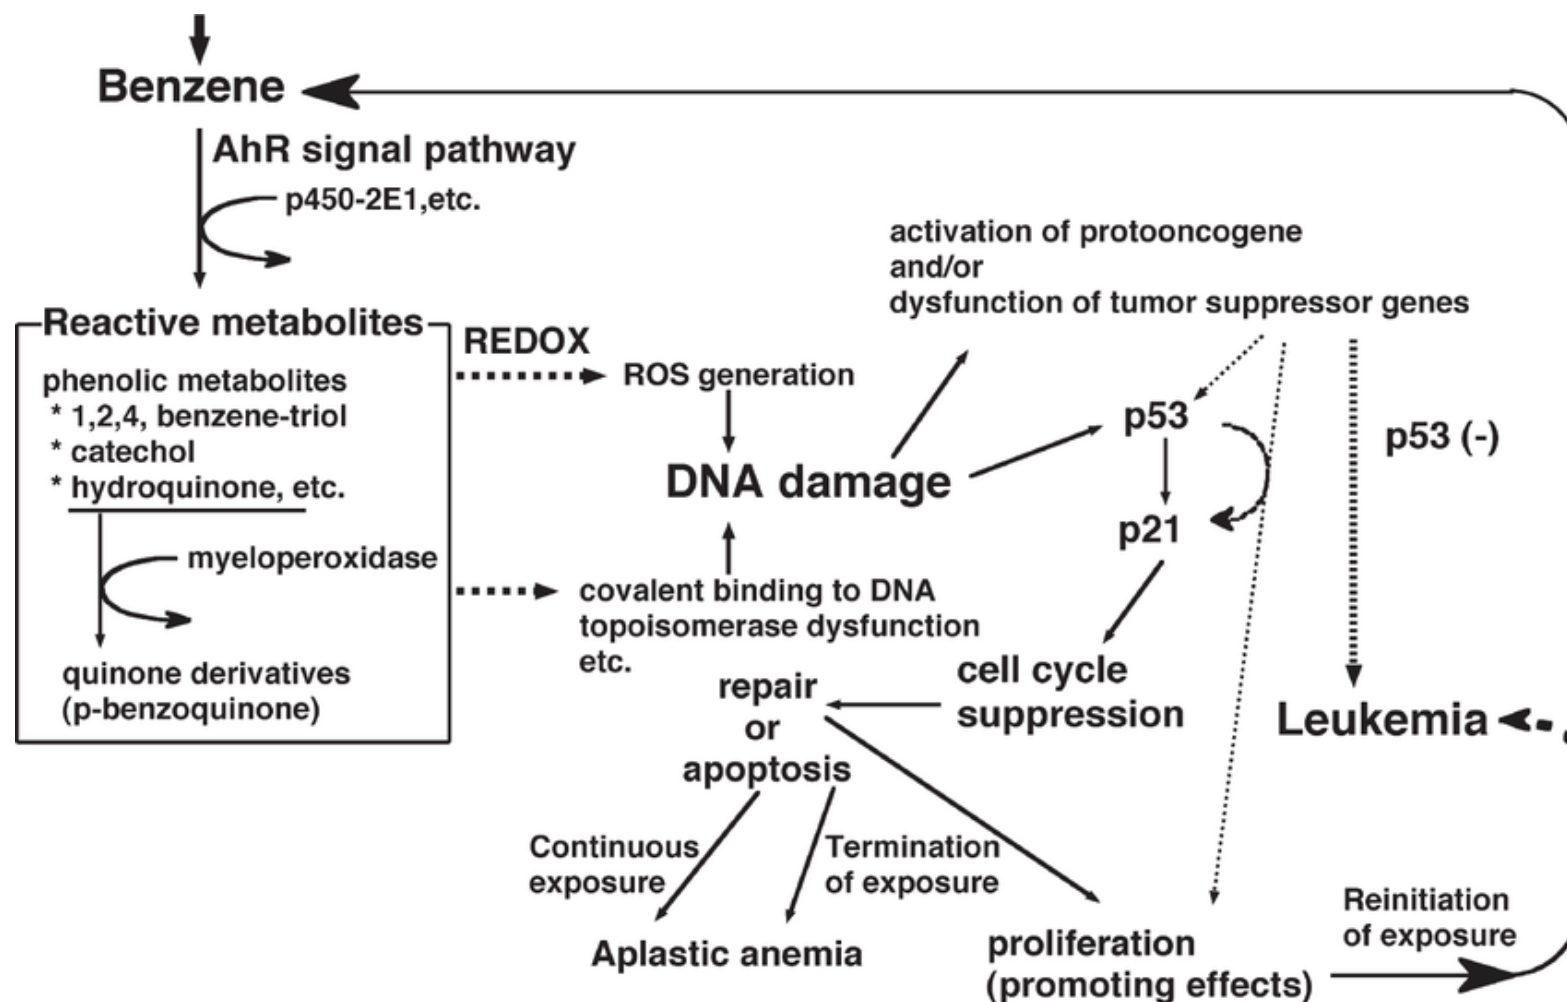 Benzene
AhR signal pathway
p450-2E1,etc.
Reactive metabolites
phenolic metabolites
* 1,2,4, benzene-triol
* catechol
* hydroquinone, etc.
myeloperoxidase
quinone derivatives
(p-benzoquinone)
REDOX
ROS generation
DNA damage
covalent binding to DNA
topoisomerase dysfunction
etc.
activation of protooncogene
and/or
dysfunction of tumor suppressor genes
p53
p21
p53 (-)
cell cycle
suppression
Leukemia
repair
or
apoptosis
Continuous
exposure
Termination
of exposure
Aplastic anemia
proliferation
(promoting effects)
Reinitiation
of exposure